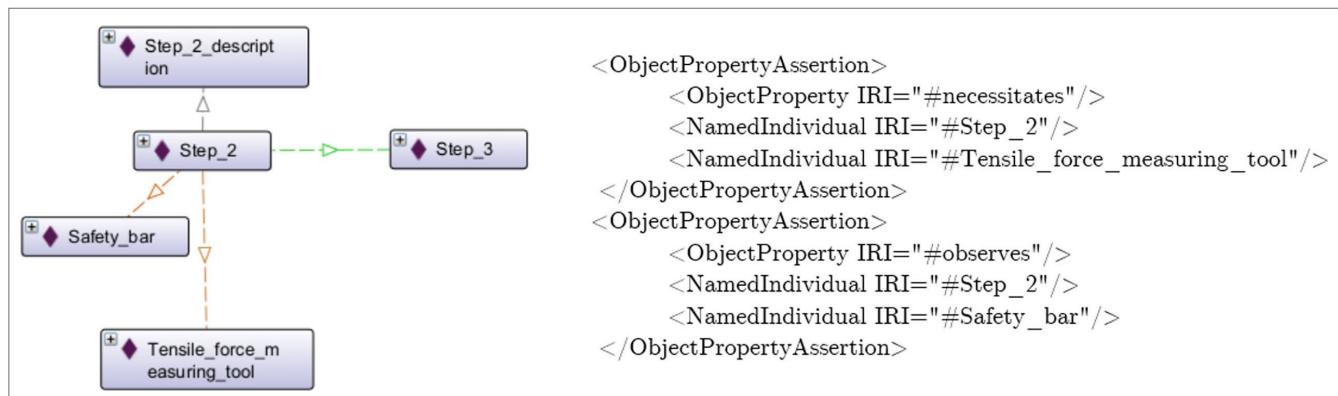 Step_2_descript
ion
Step_2
Step_3
Safety_bar
Tensile_force_m
easuring_tool
<ObjectPropertyAssertion>
<ObjectProperty IRI="#necessitates"/>
<NamedIndividual IRI="#Step_2"/>
<NamedIndividual IRI="#Tensile_force_measuring_tool"/>
</ObjectPropertyAssertion>
<ObjectPropertyAssertion>
<ObjectProperty IRI="#observes"/>
<NamedIndividual IRI="#Step_2"/>
<NamedIndividual IRI="#Safety_bar"/>
</ObjectPropertyAssertion>